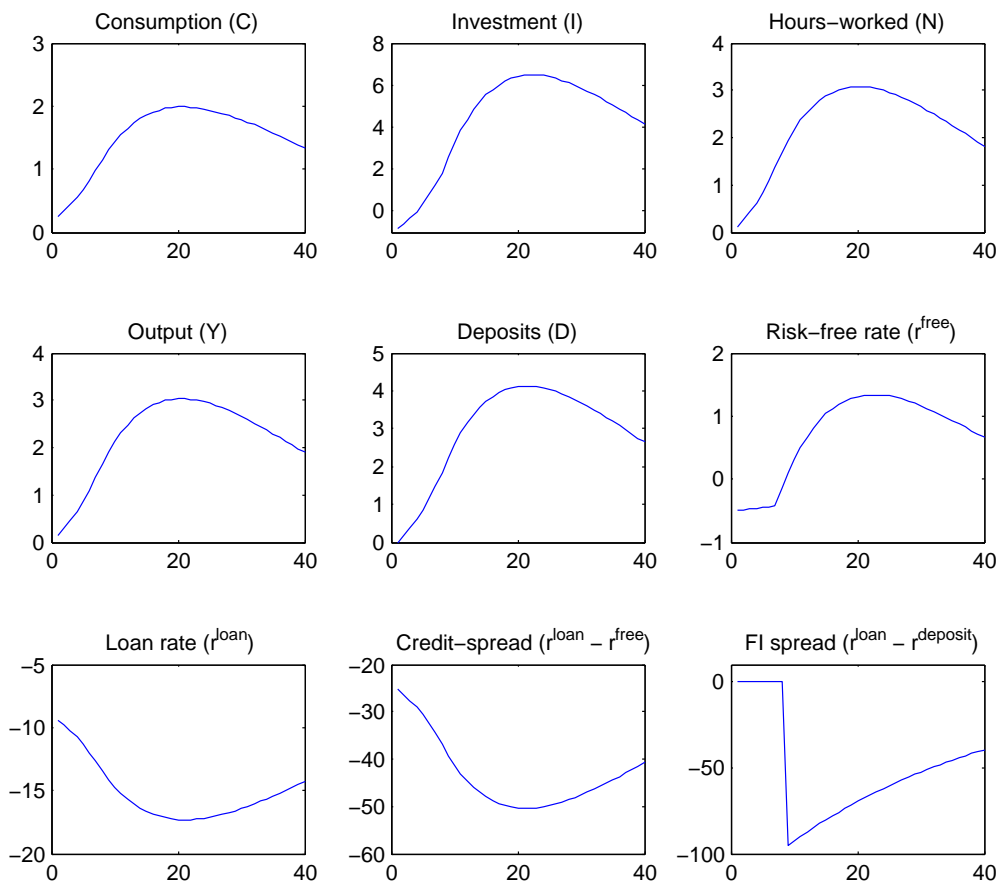 Consumption (C)
3
2
1
0
0 20 40
Investment (I)
8
6
4
2
0
0 20 40
Hours−worked (N)
4
3
2
1
0
0 20 40
Output (Y)
4
3
2
1
0
0 20 40
Deposits (D)
5
4
3
2
1
0
0 20 40
Risk−free rate (r^free)
2
1
0
−1
0 20 40
Loan rate (r^loan)
−5
−10
−15
−20
0 20 40
Credit−spread (r^loan − r^free)
−20
−30
−40
−50
−60
0 20 40
FI spread (r^loan − r^deposit)
0
−50
−100
0 20 40